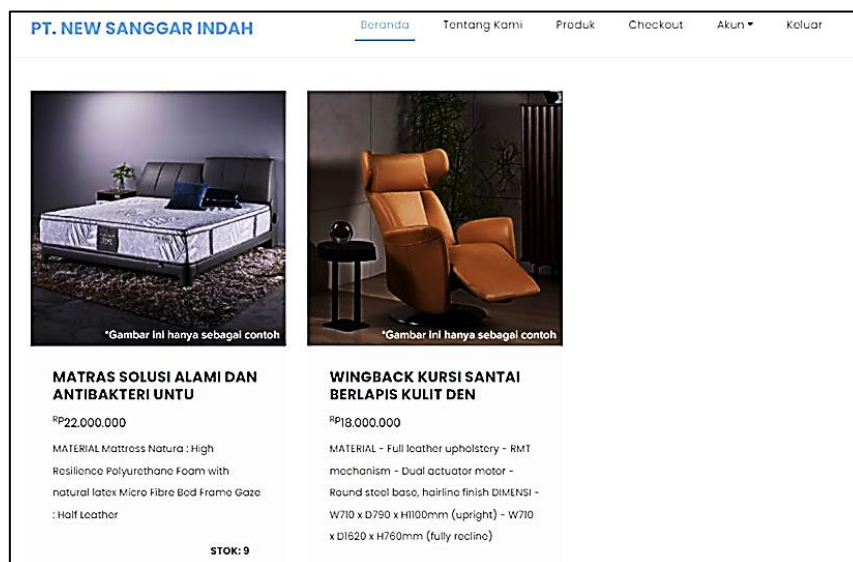 PT. NEW SANGGAR INDAH
Beranda
Tentang Kami
Produk
Checkout
Akun
Keluar
*Gambar ini hanya sebagai contoh
*Gambar ini hanya sebagai contoh
MATRAS SOLUSI ALAMI DAN
ANTIBAKTERI UNTU
Rp22.000.000
MATERIAL Mattress Natura : High
Resilience Polyurethane Foam with
natural latex Micro Fibre Bed Frame Gaze
: Half Leather
STOK: 9
WINGBACK KURSI SANTAI
BERLAPIS KULIT DEN
Rp18.000.000
MATERIAL - Full leather upholstery - RMT
mechanism - Dual actuator motor -
Round steel base, hairline finish DIMENSI -
W710 x D790 x H1100mm (upright) - W710
x D1620 x H760mm (fully recline)